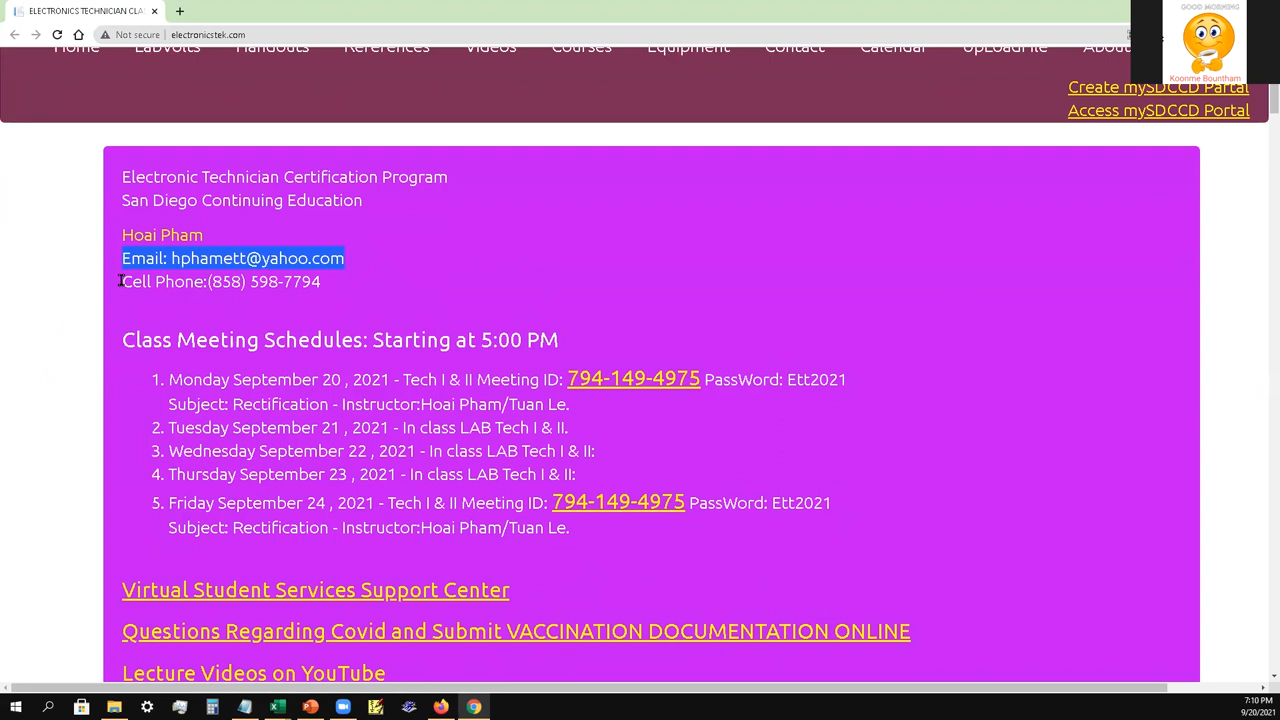 ELECTRONICS TECHNICIAN CLA
Not secure electronicstek.com
GOOD MORNING
Koonme Bountham
Home LabVolts Handouts References Videos Courses Equipment Contact Calendar UpLoadFile About
Create mySDCCD Partal
Access mySDCCD Portal
Electronic Technician Certification Program
San Diego Continuing Education
Hoai Pham
Email: hphamett@yahoo.com
Cell Phone:(858) 598-7794
Class Meeting Schedules: Starting at 5:00 PM
1. Monday September 20 , 2021 - Tech I & II Meeting ID: 794-149-4975 PassWord: Ett2021
Subject: Rectification - Instructor:Hoai Pham/Tuan Le.
2. Tuesday September 21 , 2021 - In class LAB Tech I & II.
3. Wednesday September 22 , 2021 - In class LAB Tech I & II:
4. Thursday September 23 , 2021 - In class LAB Tech I & II:
5. Friday September 24 , 2021 - Tech I & II Meeting ID: 794-149-4975 PassWord: Ett2021
Subject: Rectification - Instructor:Hoai Pham/Tuan Le.
Virtual Student Services Support Center
Questions Regarding Covid and Submit VACCINATION DOCUMENTATION ONLINE
Lecture Videos on YouTube
7:10 PM
9/20/2021